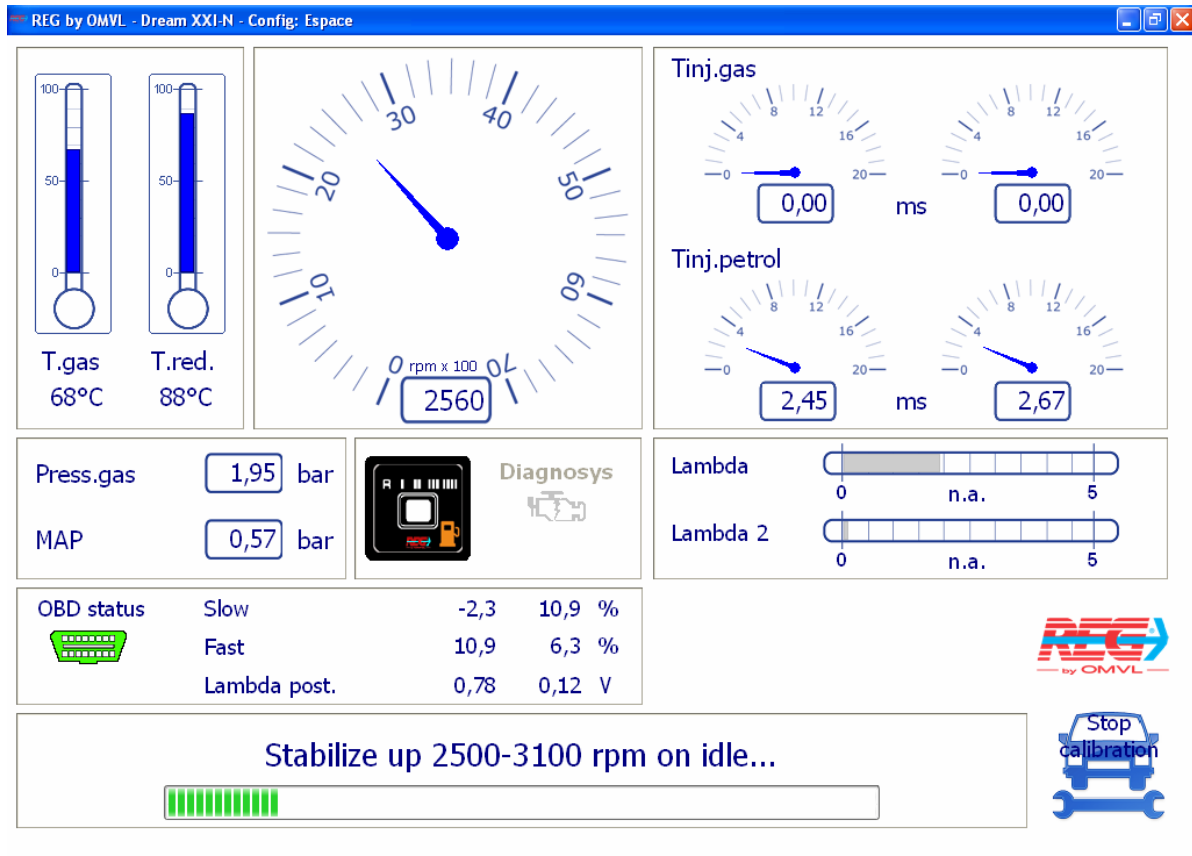 REG by OMVL - Dream XXI-N - Config: Espace
100 100
50 50
0 0
T.gas T.red.
68°C 88°C
0 10 20 30 40 50 60 70
rpm x 100
2560
Tinj.gas
0 4 8 12 16 20 0 4 8 12 16 20
0,00 ms 0,00
Tinj.petrol
0 4 8 12 16 20 0 4 8 12 16 20
2,45 ms 2,67
Press.gas 1,95 bar
MAP 0,57 bar
R
REG
Diagnosys
Lambda
0 n.a. 5
Lambda 2
0 n.a. 5
OBD status Slow -2,3 10,9 %
Fast 10,9 6,3 %
Lambda post. 0,78 0,12 V
REG
by OMVL
Stabilize up 2500-3100 rpm on idle...
Stop
calibration